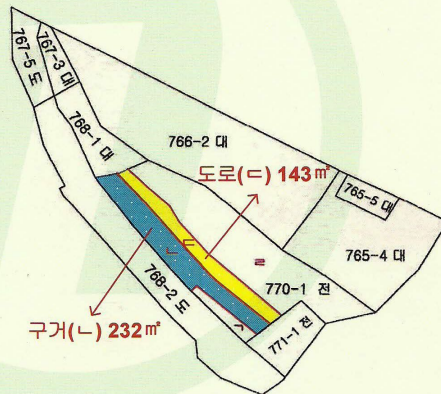 767-5 도
767-3 대
768-1 대
766-2 대
도로(ㄷ) 143㎡
765-5 대
765-4 대
ㄷ
ㄴ
ㄹ
770-1 전
768-2 도
ㄱ
구거(ㄴ) 232㎡
771-1 전